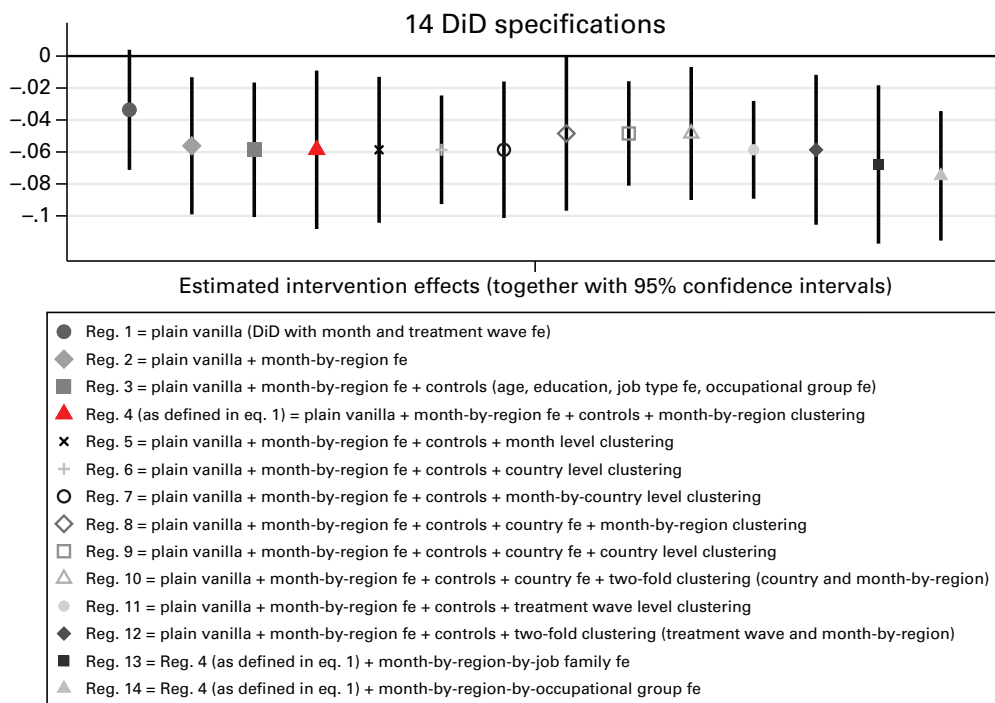 14 DiD specifications
0
–.02
–.04
–.06
–.08
–.1
Estimated intervention effects (together with 95% confidence intervals)
Reg. 1 = plain vanilla (DiD with month and treatment wave fe)
Reg. 2 = plain vanilla + month-by-region fe
Reg. 3 = plain vanilla + month-by-region fe + controls (age, education, job type fe, occupational group fe)
Reg. 4 (as defined in eq. 1) = plain vanilla + month-by-region fe + controls + month-by-region clustering
Reg. 5 = plain vanilla + month-by-region fe + controls + month level clustering
Reg. 6 = plain vanilla + month-by-region fe + controls + country level clustering
Reg. 7 = plain vanilla + month-by-region fe + controls + month-by-country level clustering
Reg. 8 = plain vanilla + month-by-region fe + controls + country fe + month-by-region clustering
Reg. 9 = plain vanilla + month-by-region fe + controls + country fe + country level clustering
Reg. 10 = plain vanilla + month-by-region fe + controls + country fe + two-fold clustering (country and month-by-region)
Reg. 11 = plain vanilla + month-by-region fe + controls + treatment wave level clustering
Reg. 12 = plain vanilla + month-by-region fe + controls + two-fold clustering (treatment wave and month-by-region)
Reg. 13 = Reg. 4 (as defined in eq. 1) + month-by-region-by-job family fe
Reg. 14 = Reg. 4 (as defined in eq. 1) + month-by-region-by-occupational group fe